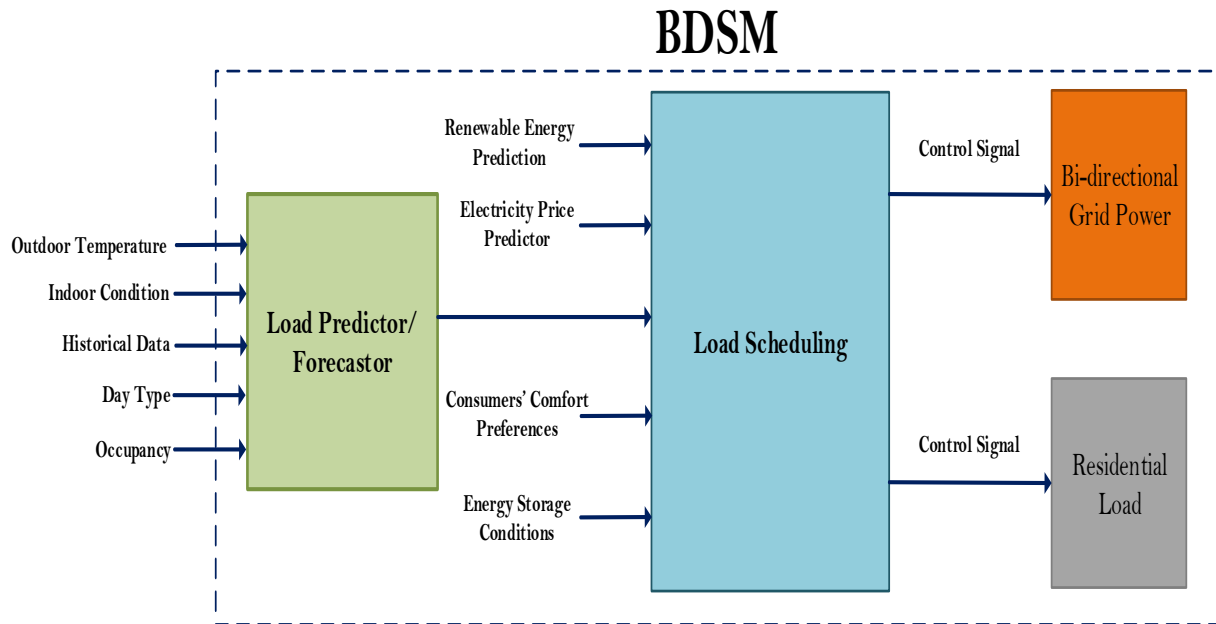 BDSM
Outdoor Temperature
Indoor Condition
Historical Data
Day Type
Occupancy
Load Predictor/
Forecastor
Renewable Energy
Prediction
Electricity Price
Predictor
Consumers' Comfort
Preferences
Energy Storage
Conditions
Load Scheduling
Control Signal
Bi-directional
Grid Power
Control Signal
Residential
Load